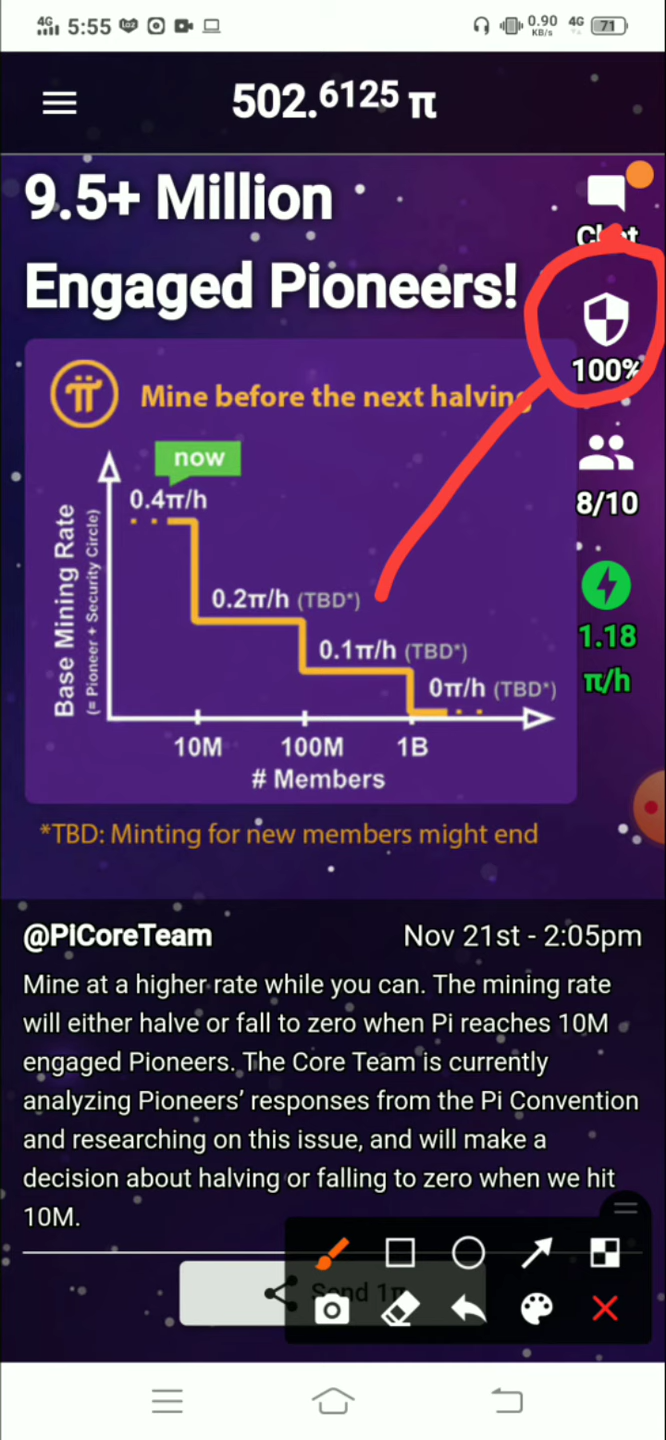 4G 5:55 0.90 KB/s 4G 71
502.6125 π
9.5+ Million
Engaged Pioneers!
Chat
100%
8/10
1.18
π/h
Mine before the next halving
now
0.4π/h
0.2π/h (TBD*)
0.1π/h (TBD*)
0π/h (TBD*)
Base Mining Rate
(= Pioneer + Security Circle)
10M 100M 1B
# Members
*TBD: Minting for new members might end
@PiCoreTeam Nov 21st - 2:05pm
Mine at a higher rate while you can. The mining rate
will either halve or fall to zero when Pi reaches 10M
engaged Pioneers. The Core Team is currently
analyzing Pioneers’ responses from the Pi Convention
and researching on this issue, and will make a
decision about halving or falling to zero when we hit
10M.
Send 1π